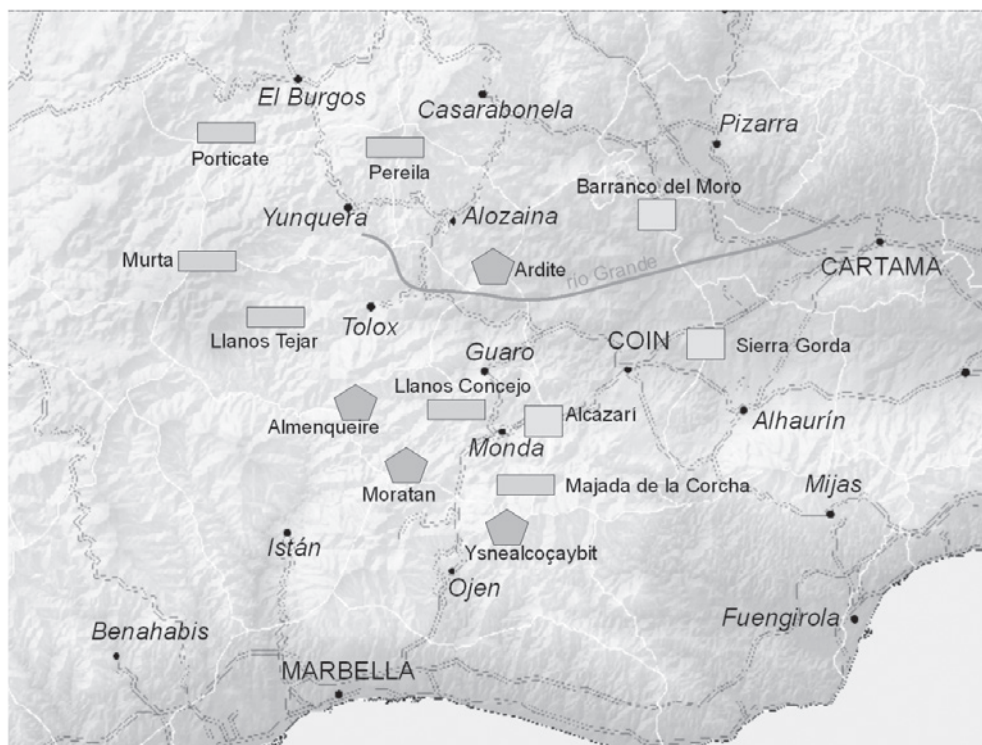 El Burgos
Casarabonela
Pizarra
Porticate
Pereila
Barranco del Moro
Yunquera
Alozaina
Murta
Ardite
rio Grande
CARTAMA
Llanos Tejar
Tolox
COIN
Sierra Gorda
Guaro
Llanos Concejo
Almenqueire
Alcazari
Alhaurín
Monda
Moratan
Majada de la Corcha
Mijas
Istán
Ysnealcoçaybit
Ojen
Fuengirola
Benahabis
MARBELLA